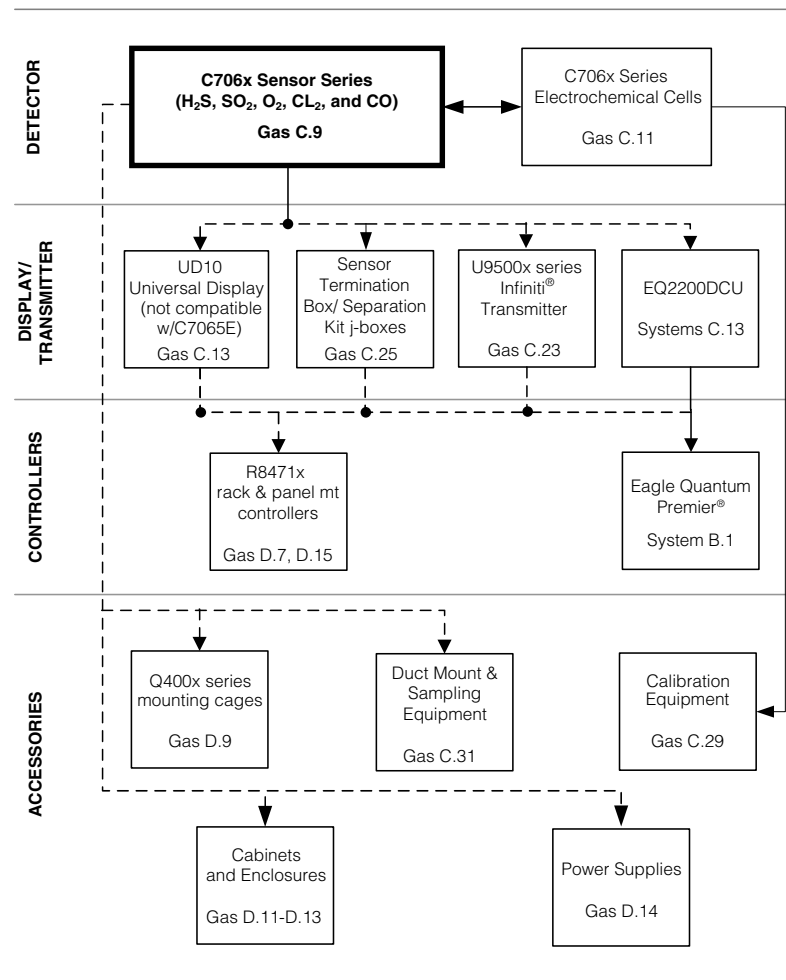 DETECTOR
C706x Sensor Series
(H₂S, SO₂, O₂, CL₂, and CO)
Gas C.9
C706x Series
Electrochemical Cells
Gas C.11
DISPLAY/
TRANSMITTER
UD10
Universal Display
(not compatible
w/C7065E)
Gas C.13
Sensor
Termination
Box/ Separation
Kit j-boxes
Gas C.25
U9500x series
Infiniti®
Transmitter
Gas C.23
EQ2200DCU
Systems C.13
CONTROLLERS
R8471x
rack & panel mt
controllers
Gas D.7, D.15
Eagle Quantum
Premier®
System B.1
ACCESSORIES
Q400x series
mounting cages
Gas D.9
Duct Mount &
Sampling
Equipment
Gas C.31
Calibration
Equipment
Gas C.29
Cabinets
and Enclosures
Gas D.11-D.13
Power Supplies
Gas D.14